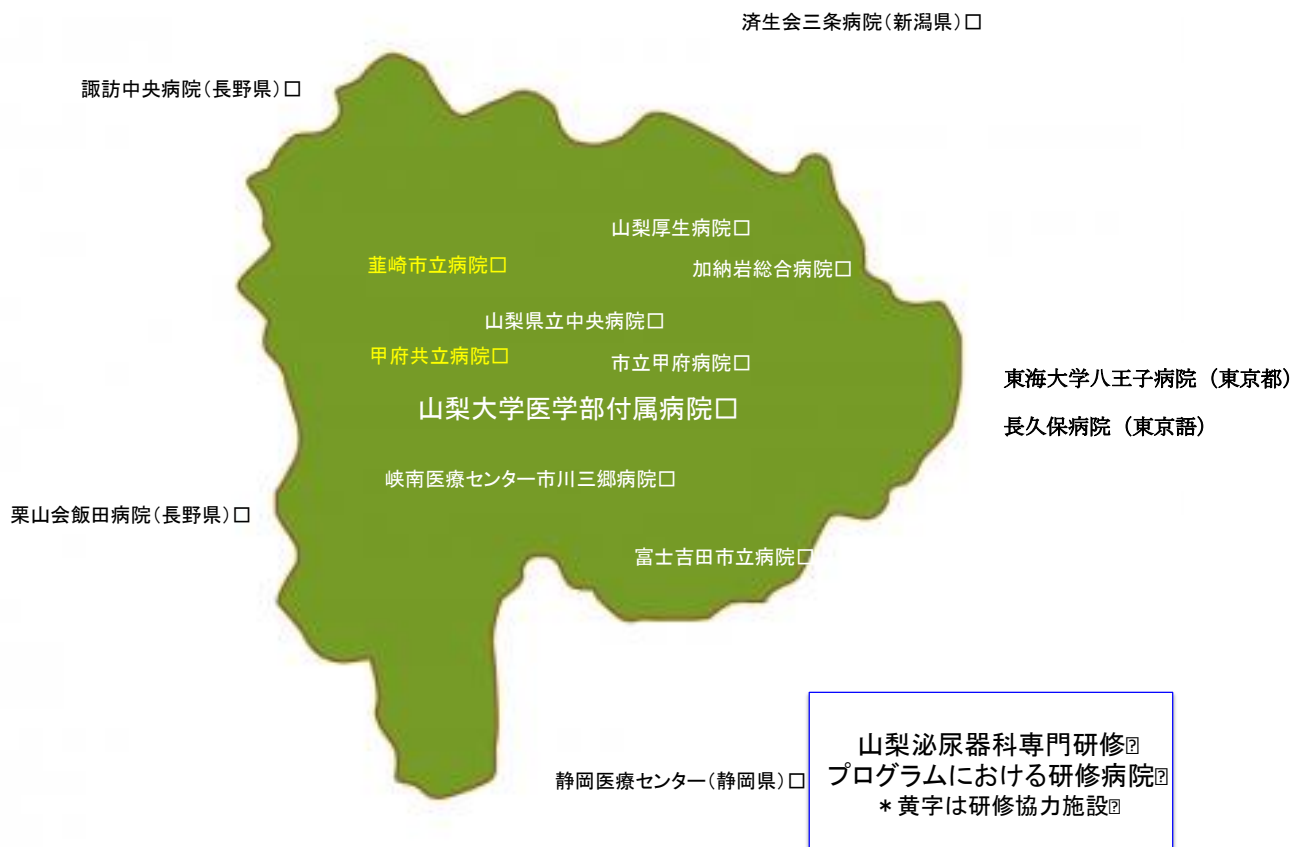 済生会三条病院(新潟県)□
諏訪中央病院(長野県)□
山梨厚生病院□
韮崎市立病院□
加納岩総合病院□
山梨県立中央病院□
甲府共立病院□
市立甲府病院□
東海大学八王子病院（東京都）
山梨大学医学部付属病院□
長久保病院（東京語）
峡南医療センター市川三郷病院□
栗山会飯田病院(長野県)□
富士吉田市立病院□
静岡医療センター(静岡県)□
山梨泌尿器科専門研修⍰
プログラムにおける研修病院⍰
＊黄字は研修協力施設⍰